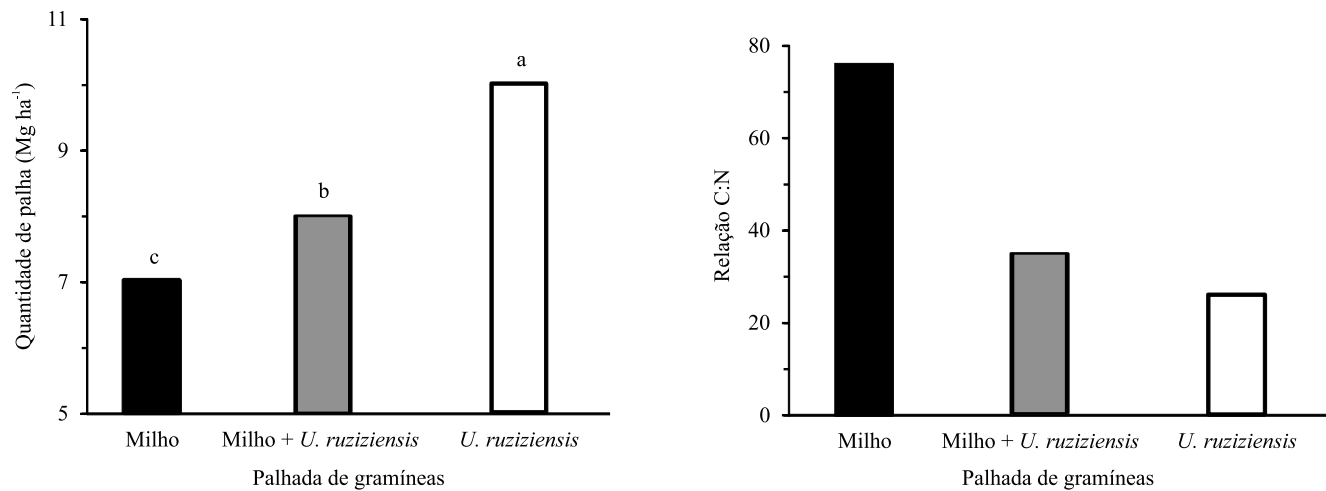 Quantidade de palha (Mg ha⁻¹)
11
9
7
5
c
b
a
Milho
Milho + U. ruziziensis
U. ruziziensis
Palhada de gramíneas
Relação C:N
80
60
40
20
0
Milho
Milho + U. ruziziensis
U. ruziziensis
Palhada de gramíneas